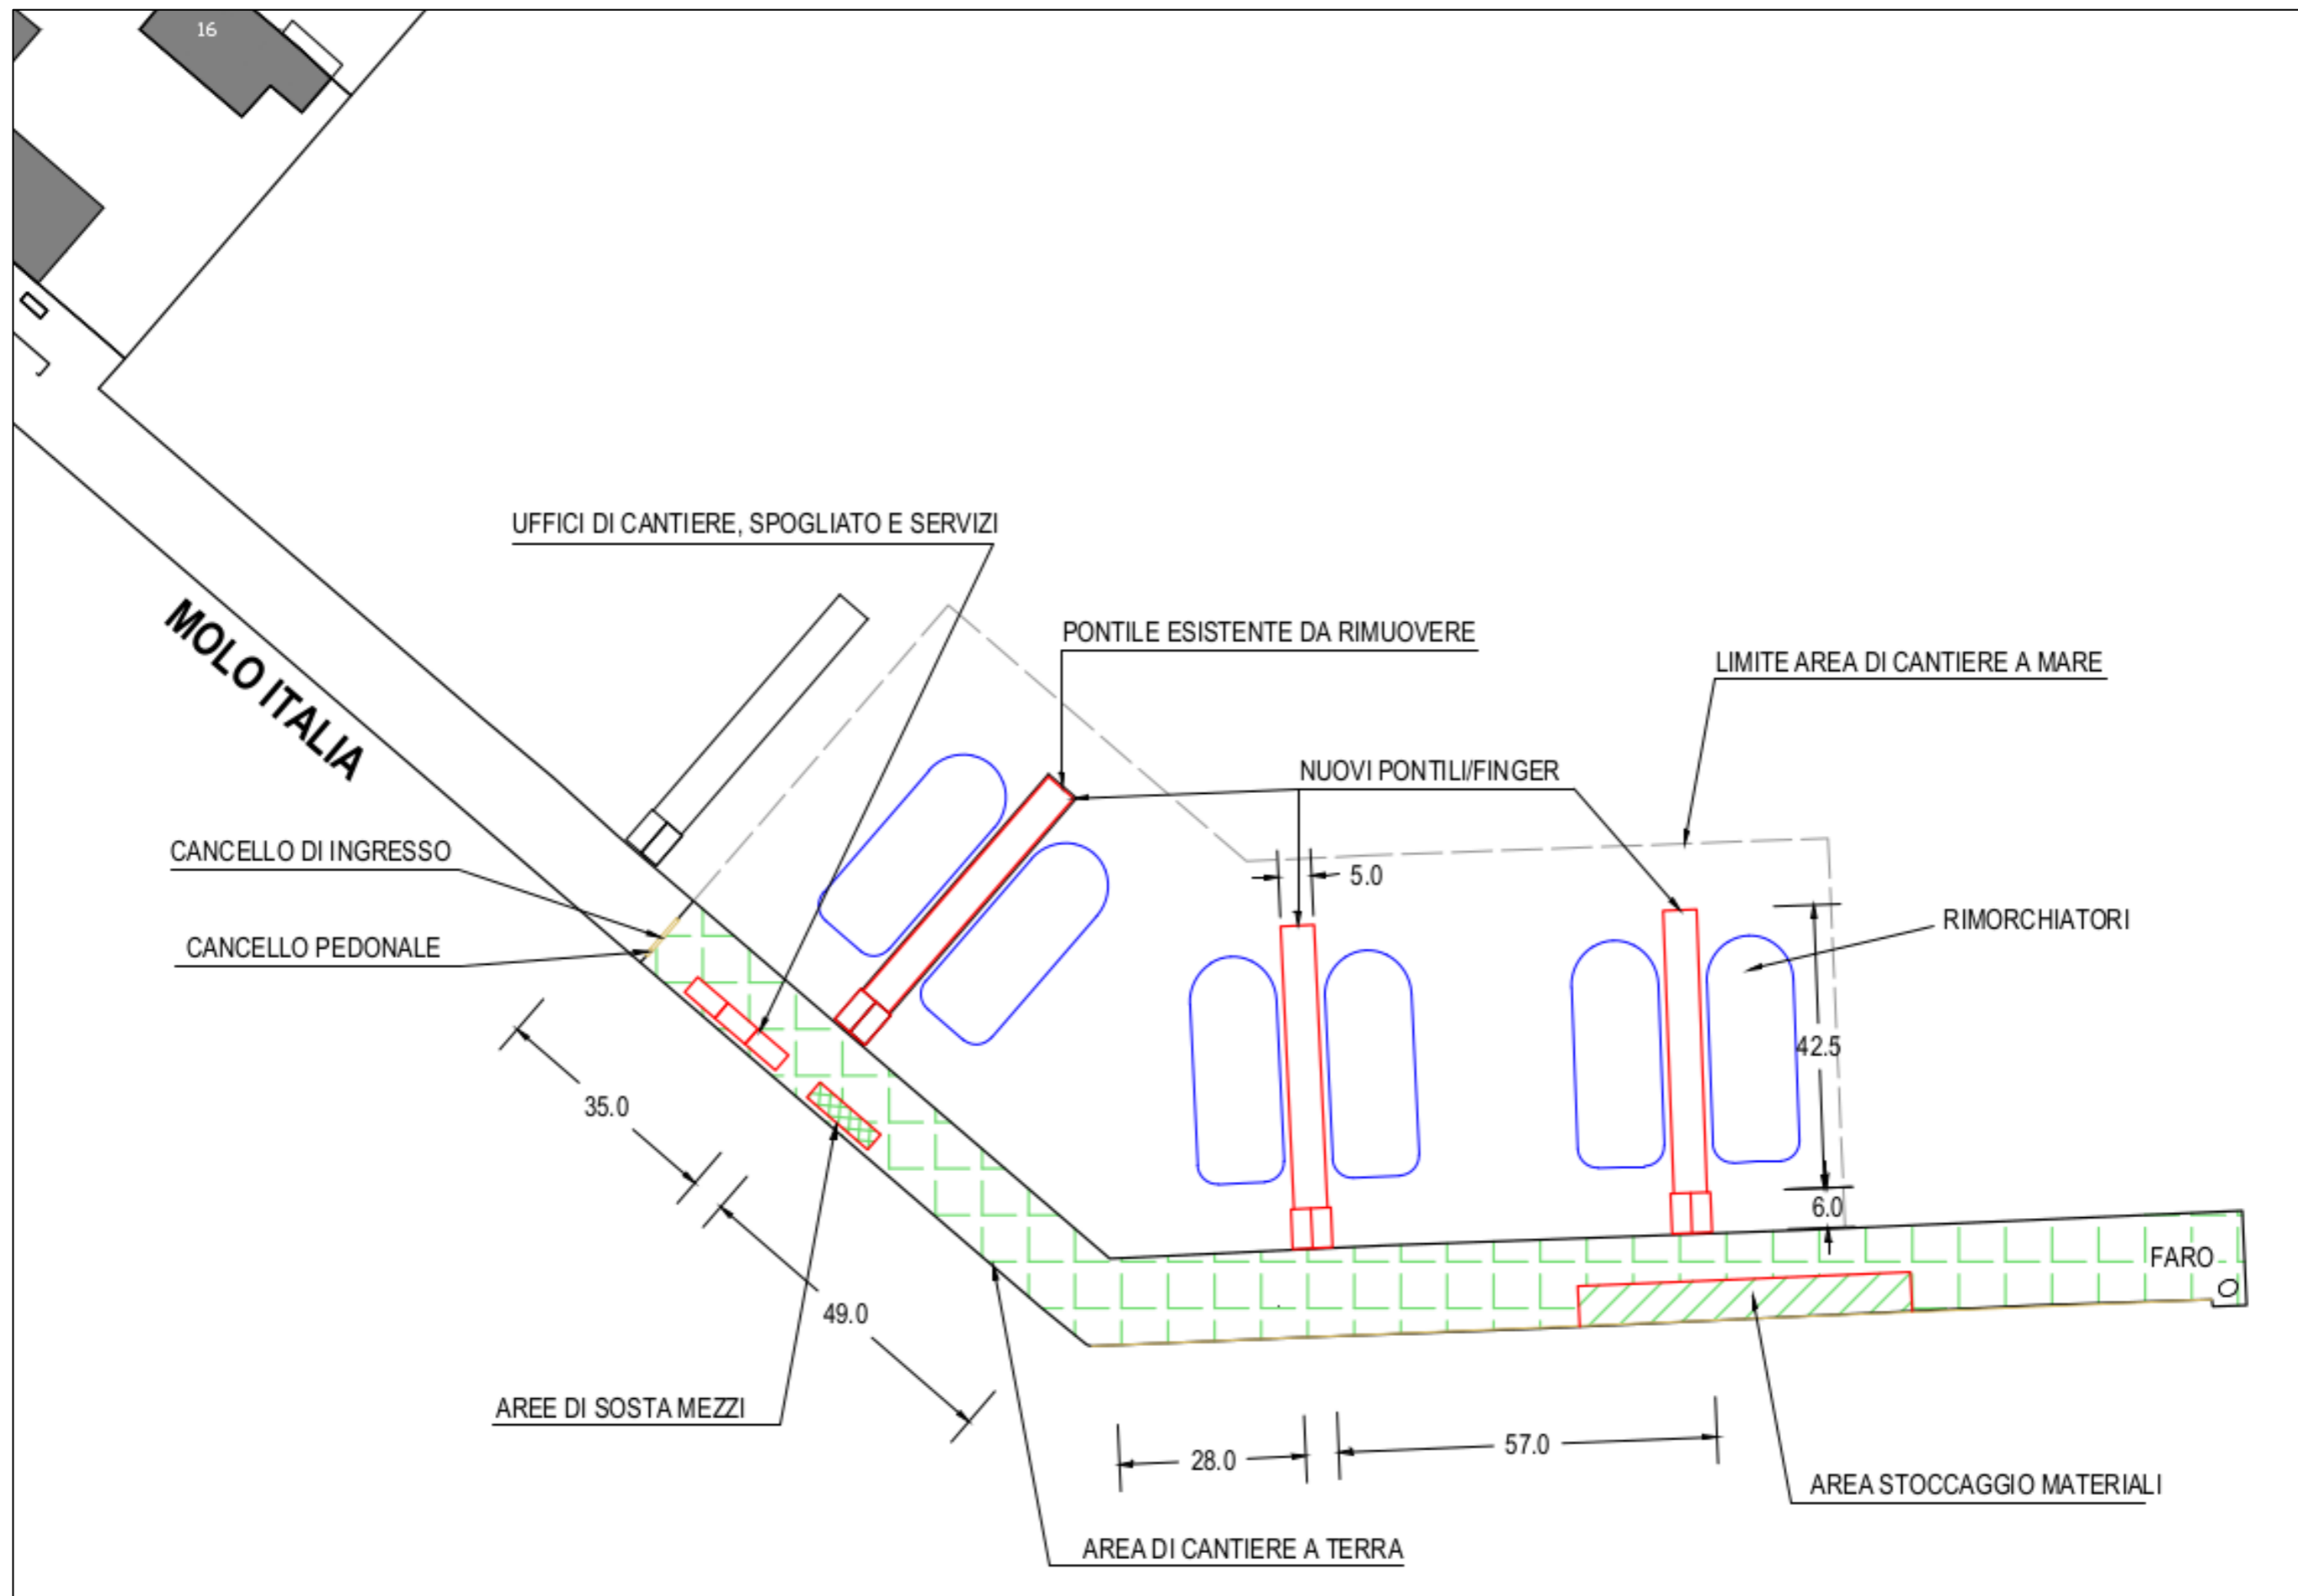 16
UFFICI DI CANTIERE, SPOGLIATO E SERVIZI
MOLO ITALIA
PONTILE ESISTENTE DA RIMUOVERE
LIMITE AREA DI CANTIERE A MARE
NUOVI PONTILI/FINGER
CANCELLO DI INGRESSO
5.0
RIMORCHIATORI
CANCELLO PEDONALE
42.5
35.0
6.0
FARO
49.0
AREE DI SOSTA MEZZI
28.0
57.0
AREA STOCCAGGIO MATERIALI
AREA DI CANTIERE A TERRA